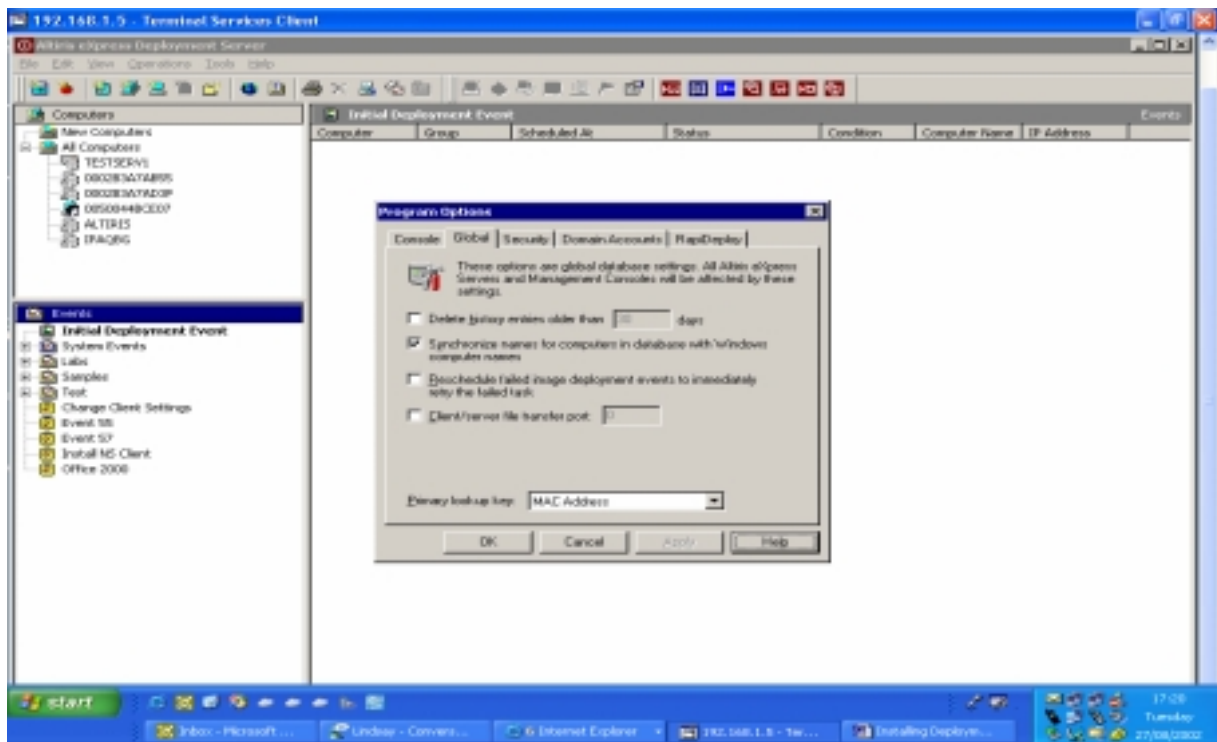 192.168.1.5 - Terminal Services Client
Altiris eXpress Deployment Server
File Edit View Operations Tools Help
Computers
New Computers
All Computers
TESTSERV1
ALTIRIS
IPAQBG
Events
Initial Deployment Event
System Events
Labs
Samples
Test
Change Client Settings
Event 57
Install NS Client
Office 2000
Initial Deployment Event Events
Computer Group Scheduled At Status Condition Computer Name IP Address
Program Options
Console Global Security Domain Accounts RapiDeploy
These options are global database settings. All Altiris eXpress
Servers and Management Consoles will be affected by these
settings.
Delete history entries older than 30 days
Synchronize names for computers in database with Windows
computer names
Reschedule failed image deployment events to immediately
retry the failed task
Client/server file transfer port: 0
Primary lookup key: MAC Address
OK Cancel Apply Help
start
Inbox - Microsoft ...
Lindsay - Convers...
6 Internet Explorer
192.168.1.5 - Ter...
Installing Deploym...
17:20
Tuesday
27/08/2002